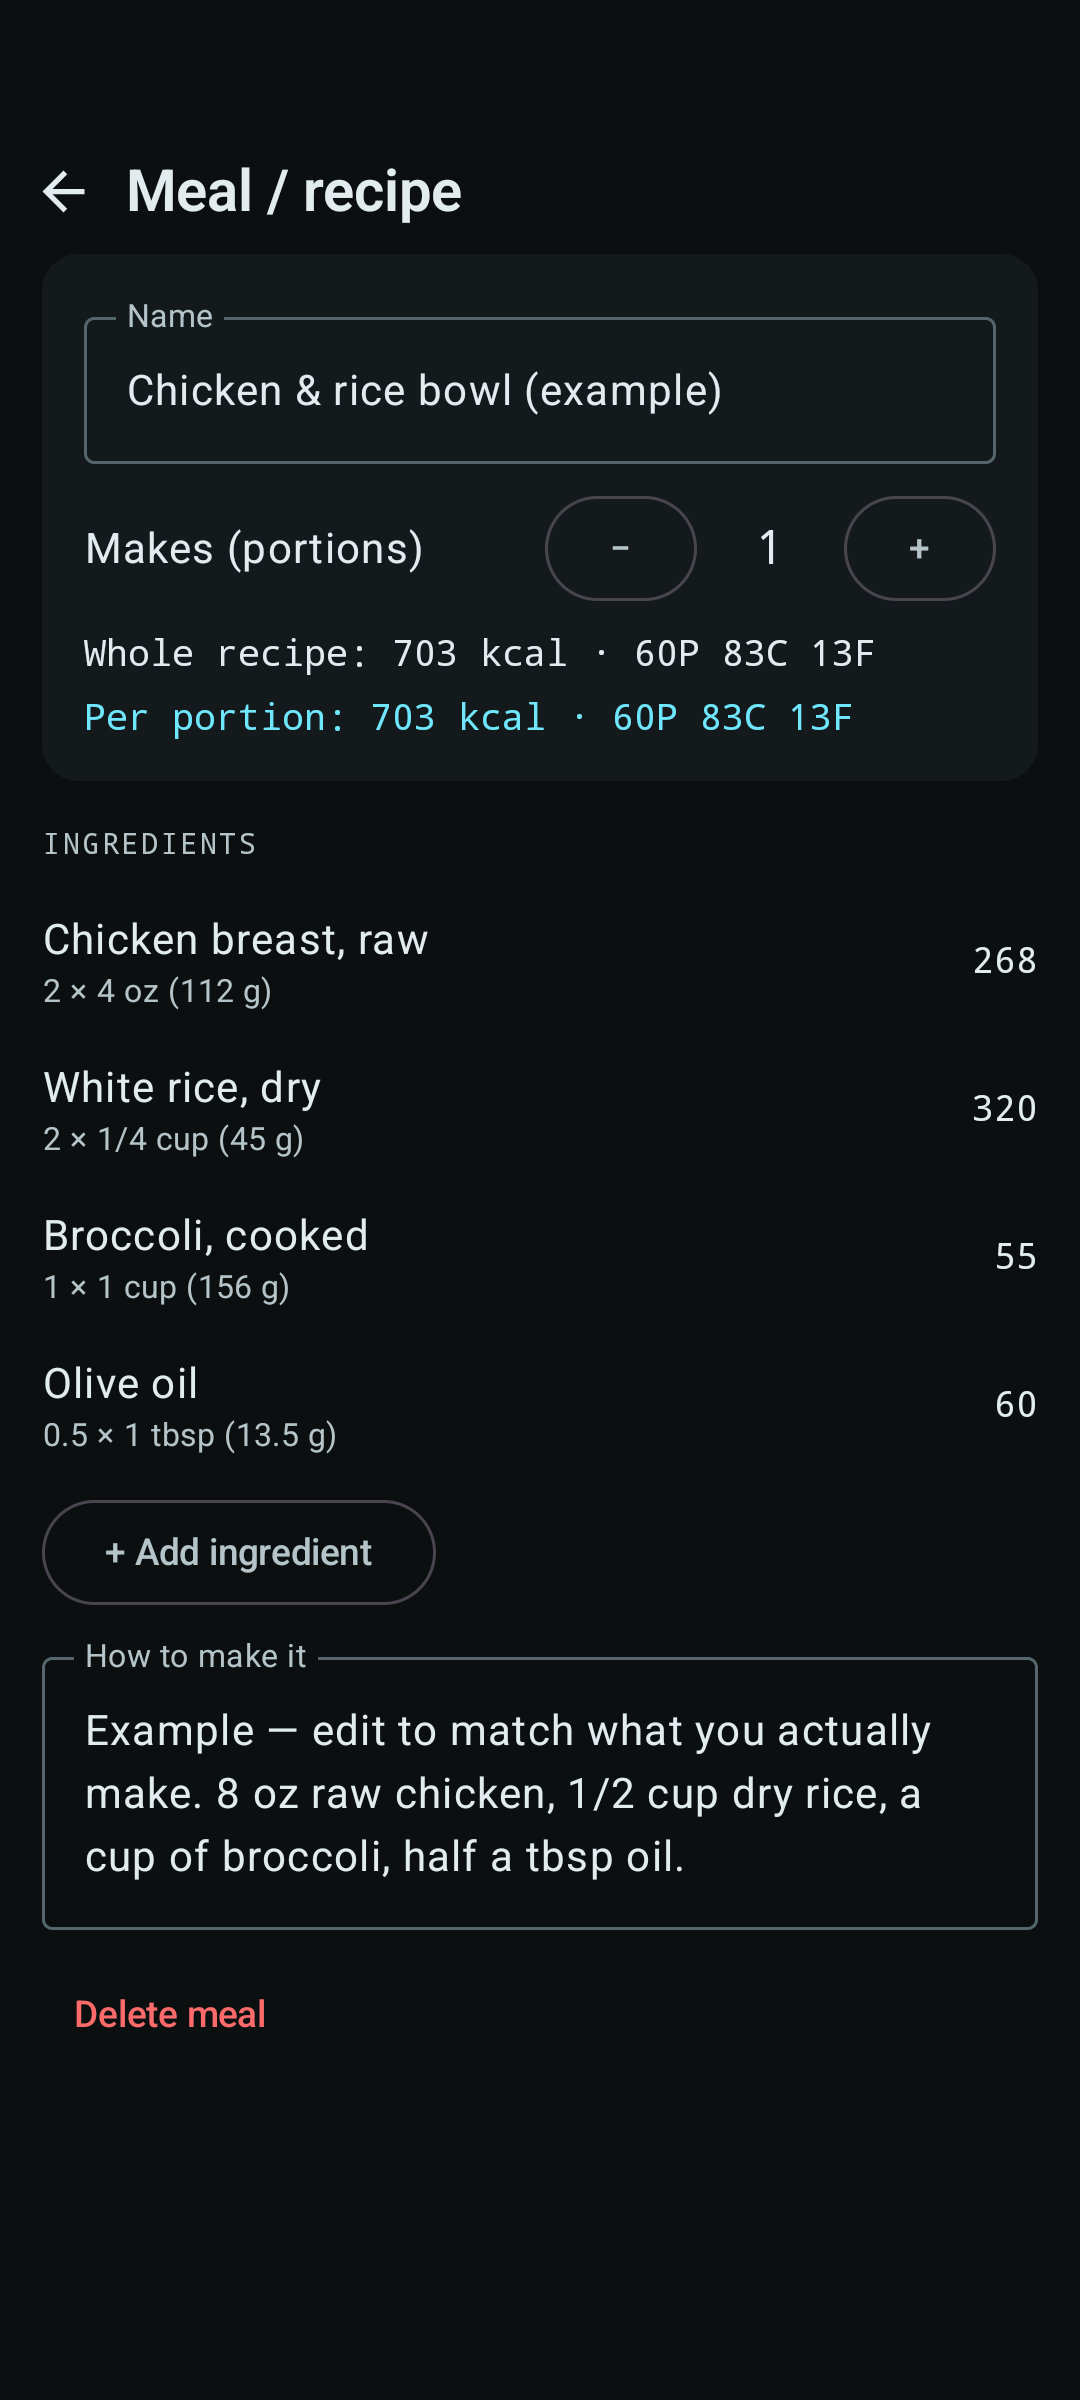 Meal / recipe
Name
Chicken & rice bowl (example)
Makes (portions) − 1 +
Whole recipe: 703 kcal · 60P 83C 13F
Per portion: 703 kcal · 60P 83C 13F
INGREDIENTS
Chicken breast, raw
2 × 4 oz (112 g)
268
White rice, dry
2 × 1/4 cup (45 g)
320
Broccoli, cooked
1 × 1 cup (156 g)
55
Olive oil
0.5 × 1 tbsp (13.5 g)
60
+ Add ingredient
How to make it
Example — edit to match what you actually
make. 8 oz raw chicken, 1/2 cup dry rice, a
cup of broccoli, half a tbsp oil.
Delete meal